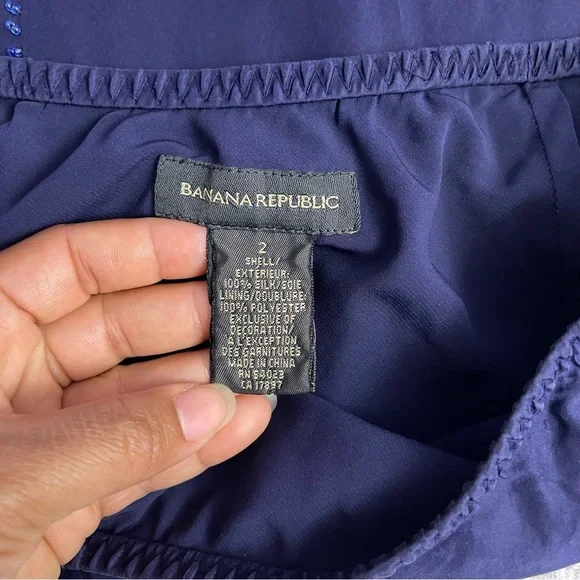 BANANA REPUBLIC
2
SHELL/
EXTERIEUR:
100% SILK/SOIE
LINING/DOUBLURE:
100% POLYESTER
EXCLUSIVE OF
DECORATION/
A L'EXCEPTION
DES GARNITURES
MADE IN CHINA
RN 54023
CA 17897